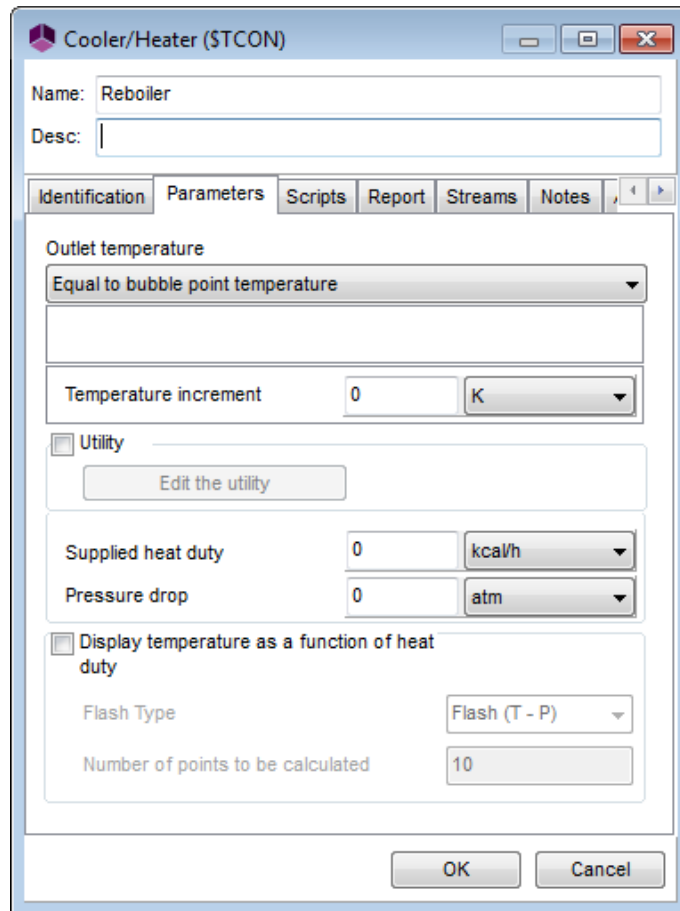 Cooler/Heater ($TCON)
Name: Reboiler
Desc:
Identification Parameters Scripts Report Streams Notes
Outlet temperature
Equal to bubble point temperature
Temperature increment 0 K
Utility
Edit the utility
Supplied heat duty 0 kcal/h
Pressure drop 0 atm
Display temperature as a function of heat
duty
Flash Type Flash (T - P)
Number of points to be calculated 10
OK Cancel